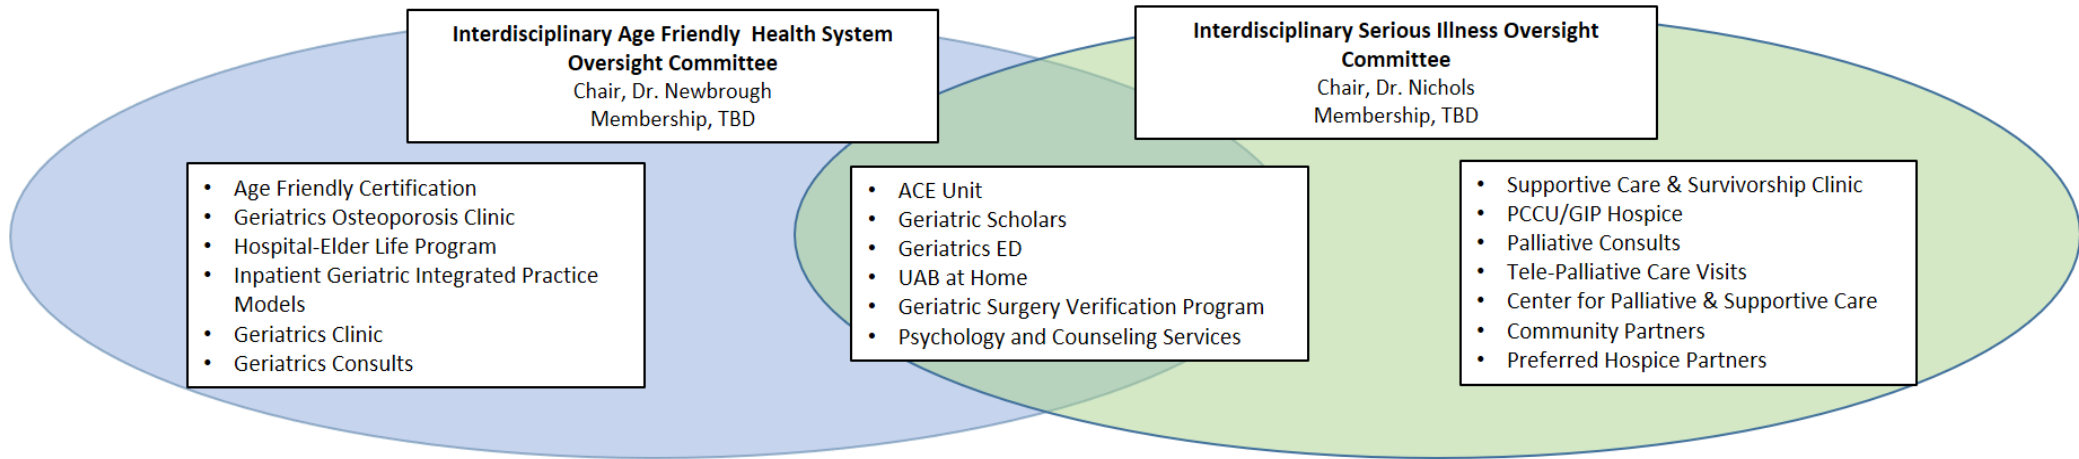 Interdisciplinary Age Friendly Health System
Oversight Committee
Chair, Dr. Newbrough
Membership, TBD
Interdisciplinary Serious Illness Oversight
Committee
Chair, Dr. Nichols
Membership, TBD
• Age Friendly Certification
• Geriatrics Osteoporosis Clinic
• Hospital-Elder Life Program
• Inpatient Geriatric Integrated Practice
Models
• Geriatrics Clinic
• Geriatrics Consults
• ACE Unit
• Geriatric Scholars
• Geriatrics ED
• UAB at Home
• Geriatric Surgery Verification Program
• Psychology and Counseling Services
• Supportive Care & Survivorship Clinic
• PCCU/GIP Hospice
• Palliative Consults
• Tele-Palliative Care Visits
• Center for Palliative & Supportive Care
• Community Partners
• Preferred Hospice Partners